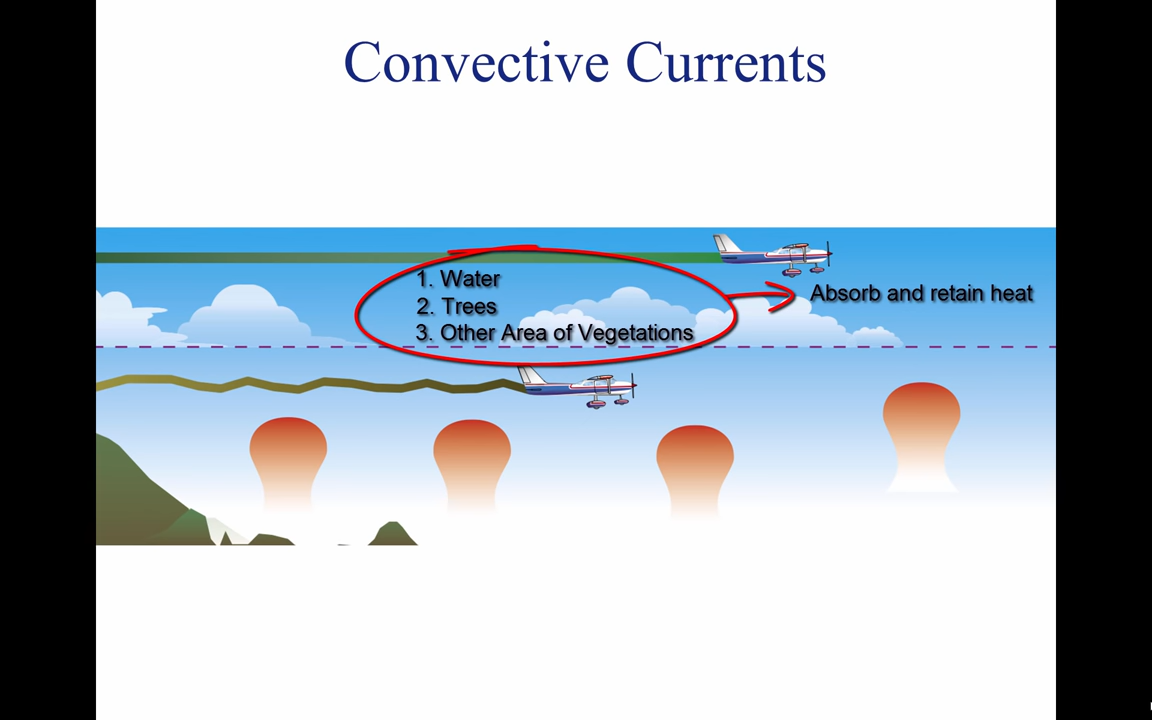 Convective Currents
1. Water
2. Trees
3. Other Area of Vegetations
Absorb and retain heat